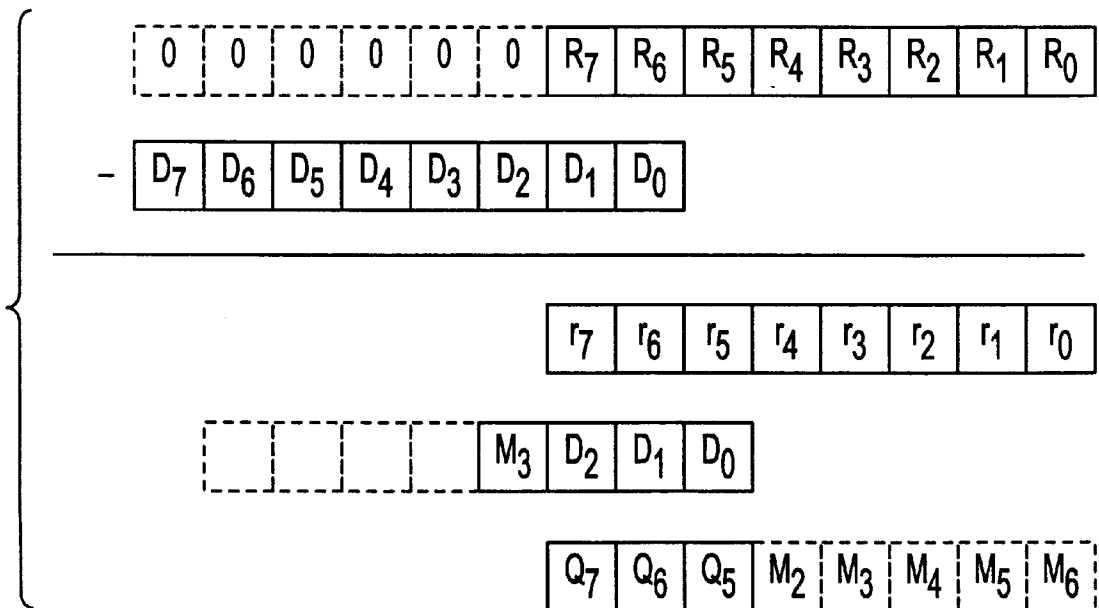 0 0 0 0 0 0 R7 R6 R5 R4 R3 R2 R1 R0
- D7 D6 D5 D4 D3 D2 D1 D0
r7 r6 r5 r4 r3 r2 r1 r0
M3 D2 D1 D0
Q7 Q6 Q5 M2 M3 M4 M5 M6